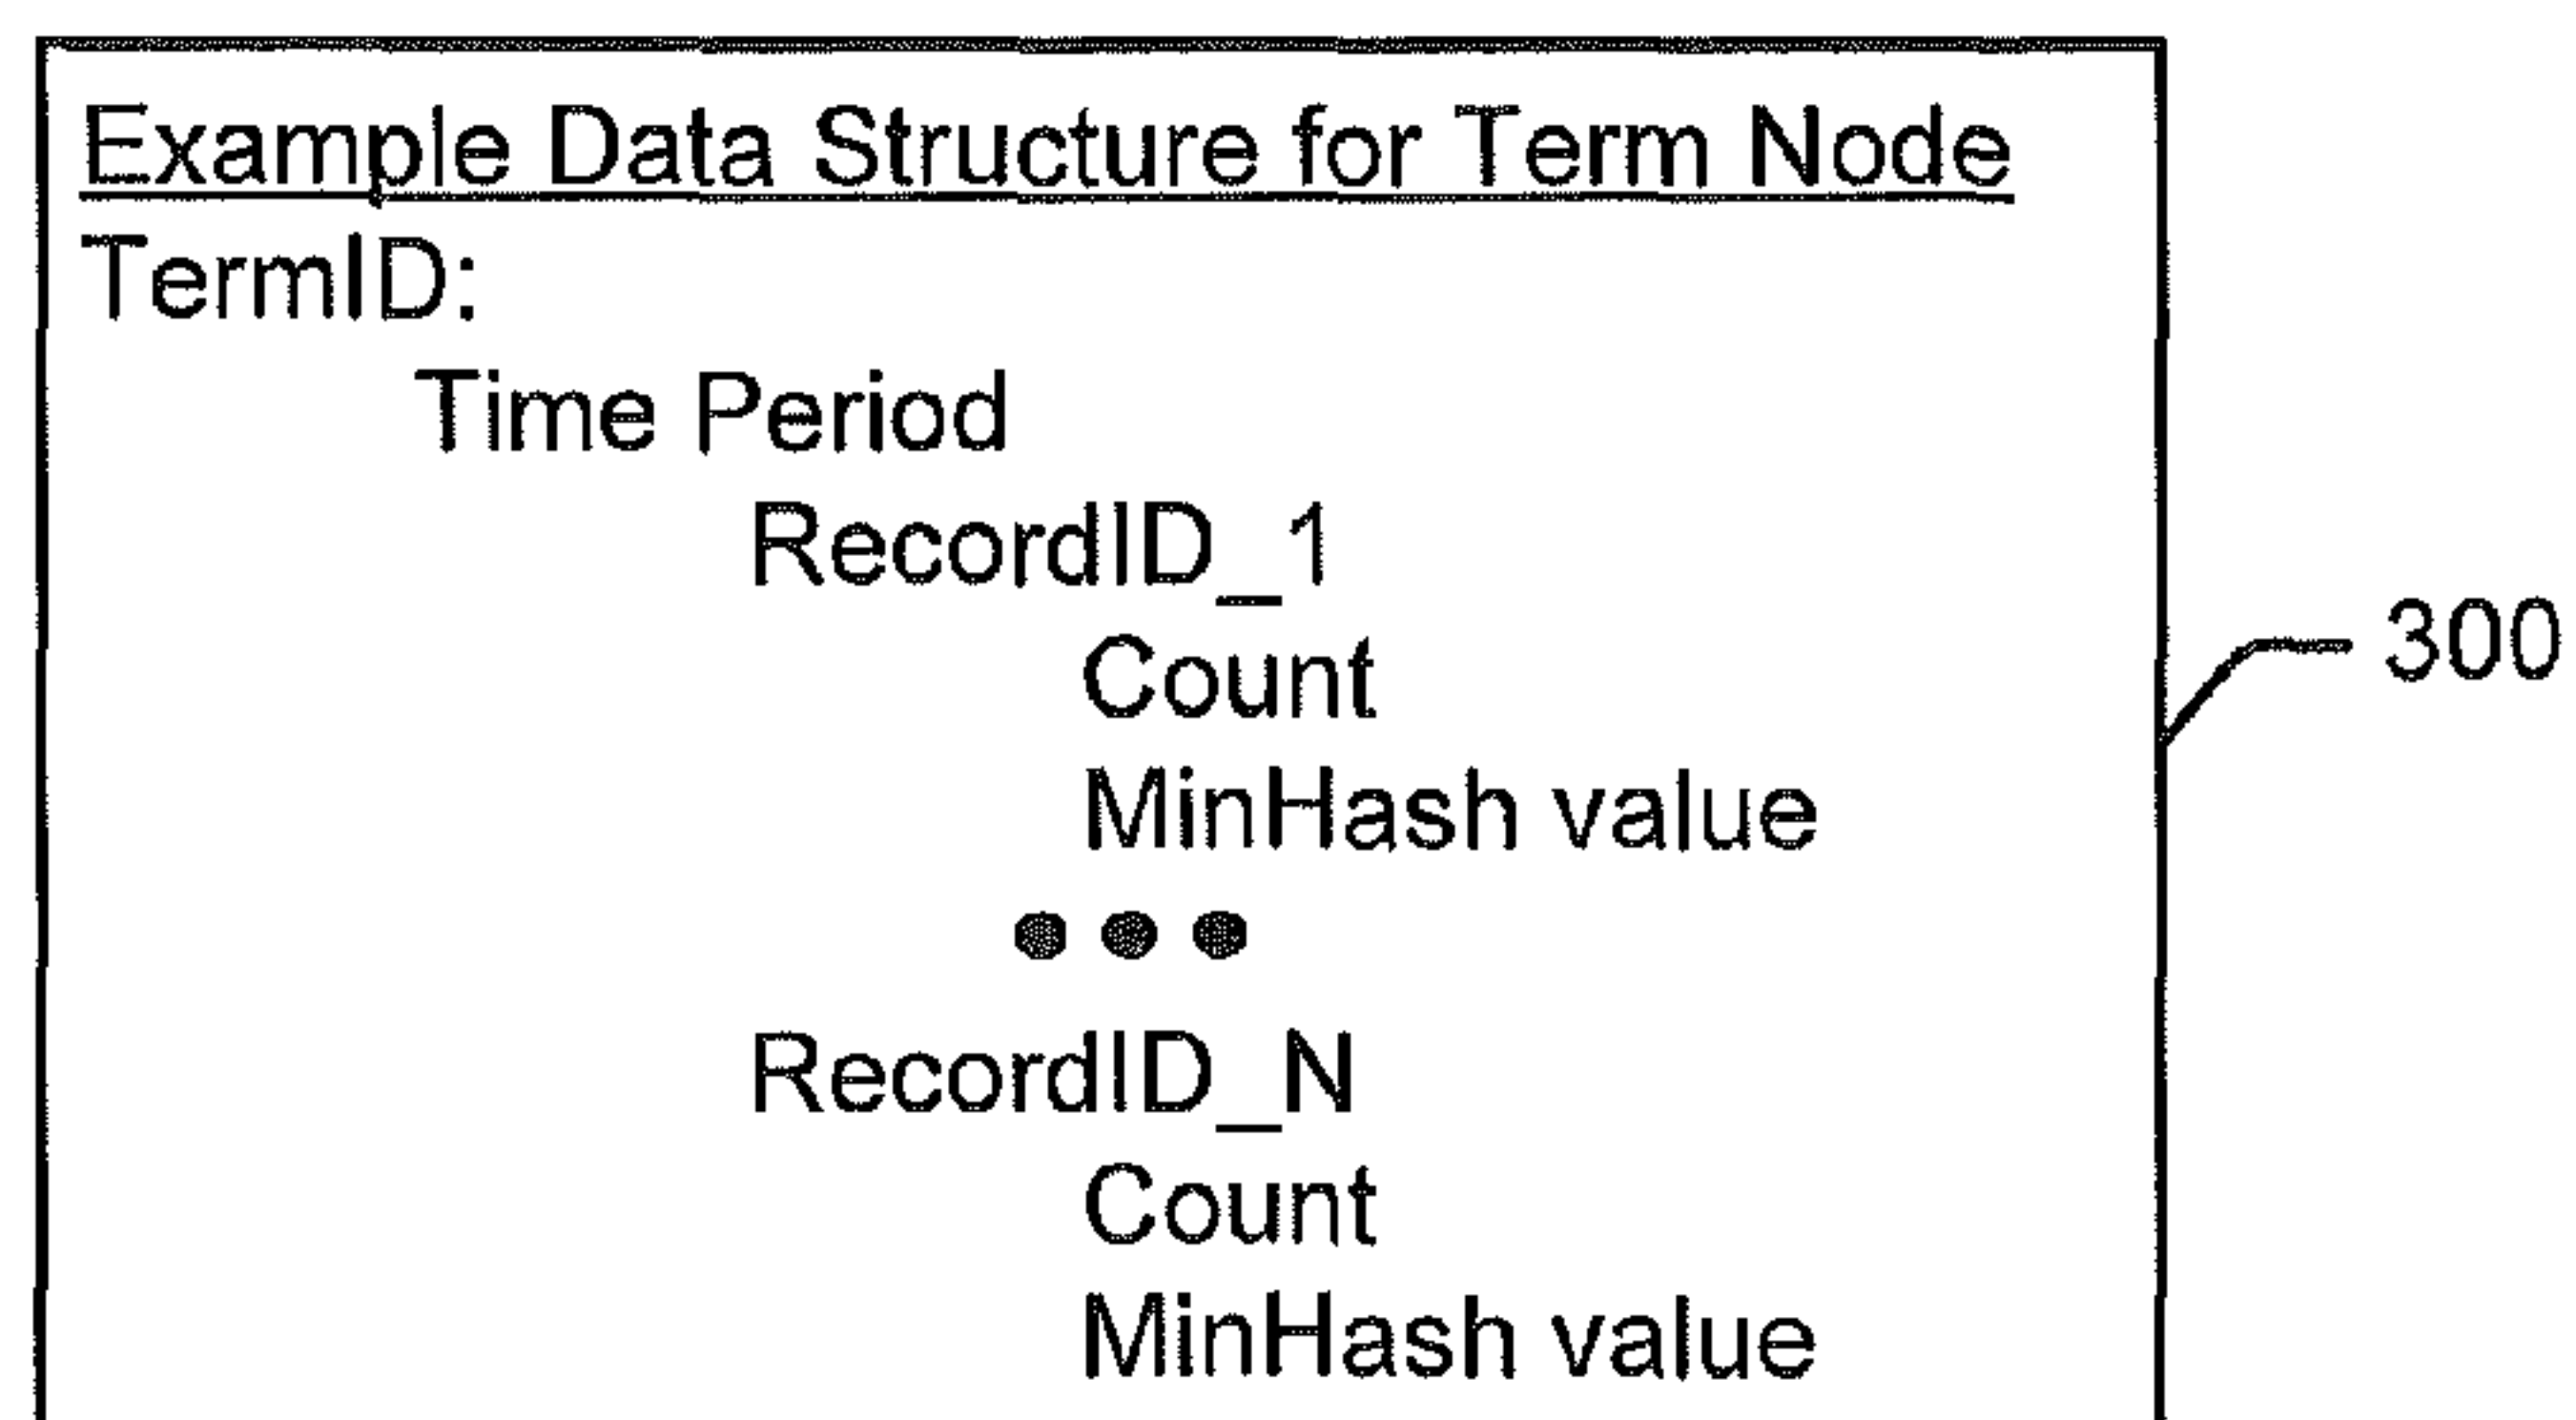 Example Data Structure for Term Node
TermID:
Time Period
RecordID_1
Count
MinHash value
300
RecordID_N
Count
MinHash value